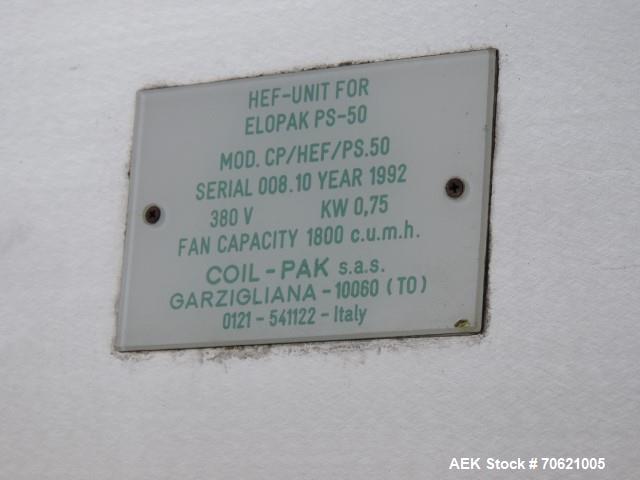 HEF-UNIT FOR
ELOPAK PS-50
MOD. CP/HEF/PS.50
SERIAL 008.10 YEAR 1992
380 V KW 0,75
FAN CAPACITY 1800 c.u.m.h.
COIL-PAK s.a.s.
GARZIGLIANA - 10060 (TO)
0121 - 541122 - Italy
AEK Stock # 70621005